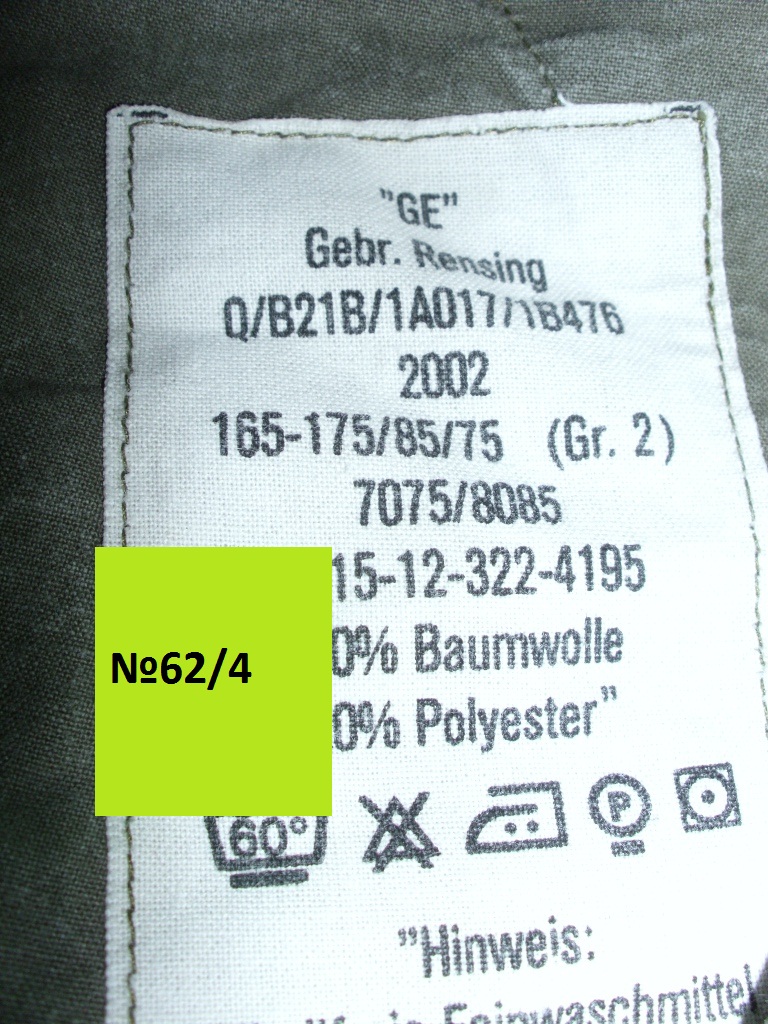 "GE"
Gebr. Rensing
Q/B21B/1A017/1B476
2002
165-175/85/75 (Gr. 2)
7075/8085
15-12-322-4195
0% Baumwolle
№62/4
0% Polyester"
60°
P
"Hinweis:
Feinwaschmittel